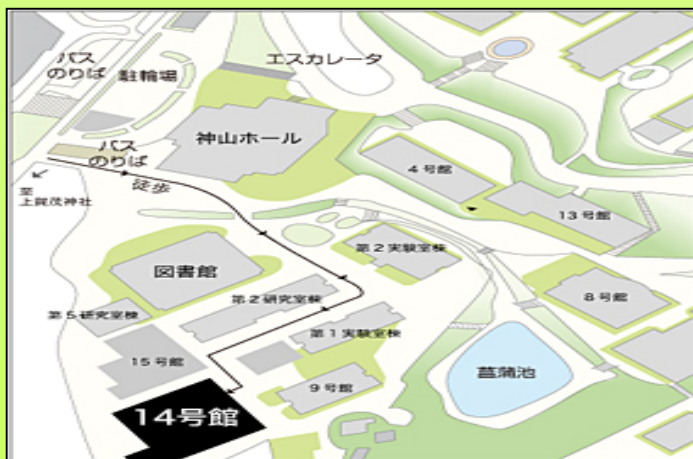 バス
のりば
駐輪場
エスカレータ
バス
のりば
神山ホール
至
上賀茂神社
徒歩
4号館
13号館
図書館
第2実験室棟
8号館
第2研究室棟
第5研究室棟
第1実験室棟
15号館
9号館
菖蒲池
14号館